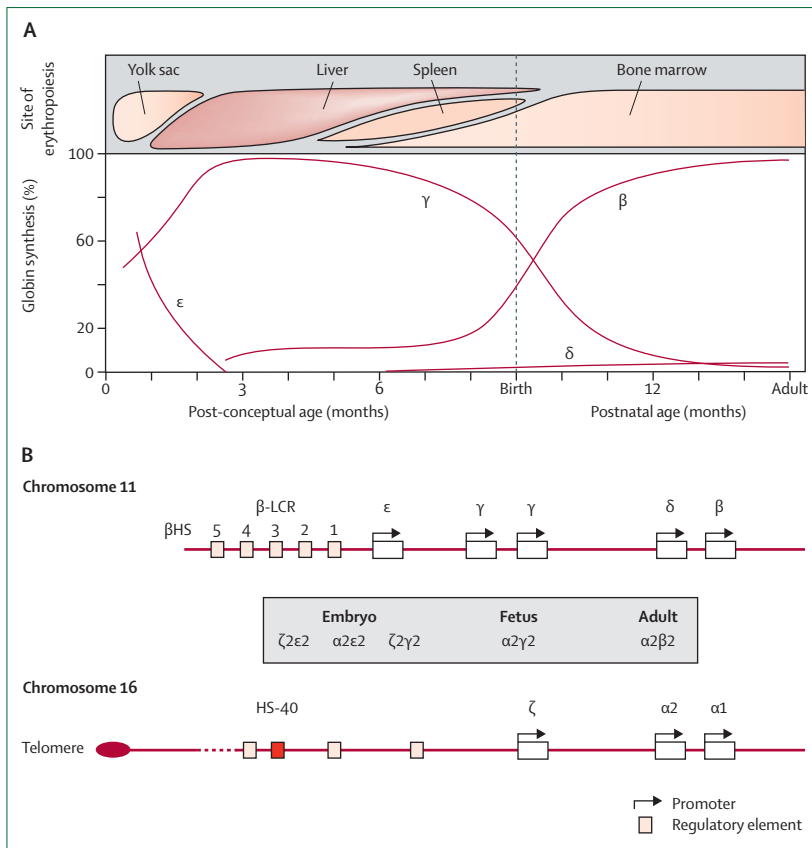 A
Yolk sac Liver Spleen Bone marrow
Site of
erythropoiesis
100
60
20
0
Globin synthesis (%)
γ
β
ε
δ
0 3 6 Birth 12 Adult
Post-conceptual age (months) Postnatal age (months)
B
Chromosome 11
β-LCR ε γ γ δ β
βHS 5 4 3 2 1
Embryo Fetus Adult
ζ2ε2 α2ε2 ζ2γ2 α2γ2 α2β2
Chromosome 16
HS-40 ζ α2 α1
Telomere
Promoter
Regulatory element